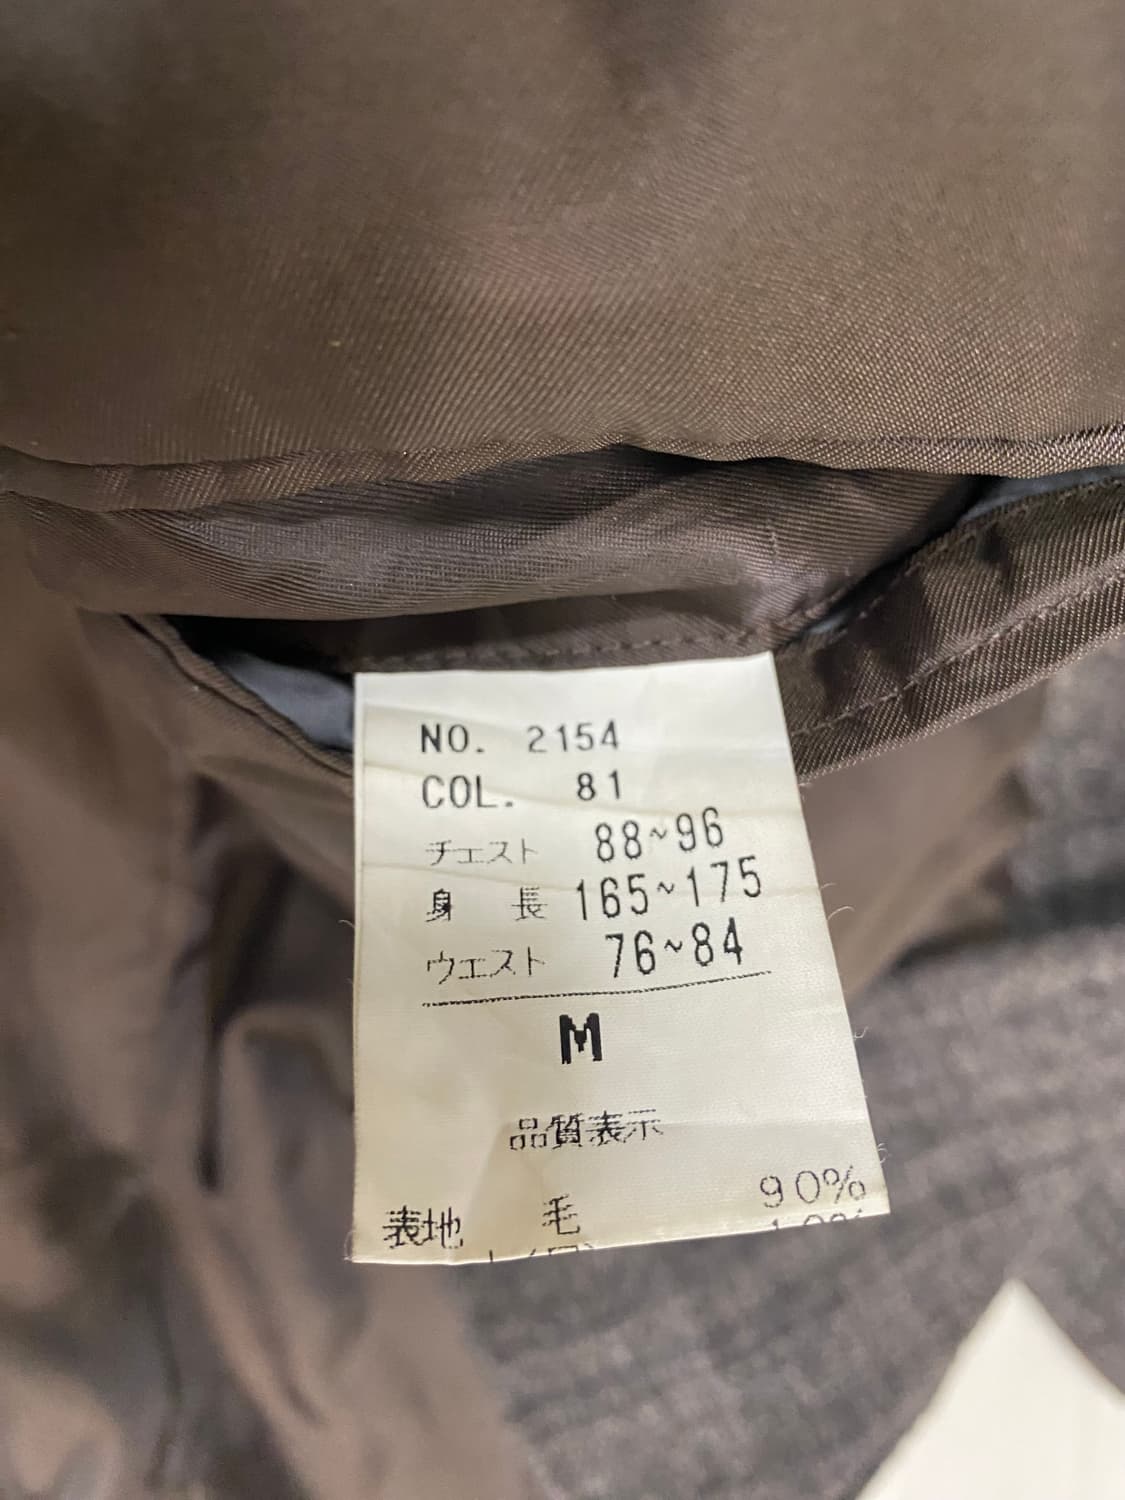 NO. 2154
COL. 81
チェスト 88~96
身 長 165~175
ウエスト 76~84
M
品質表示
表地 毛 90%